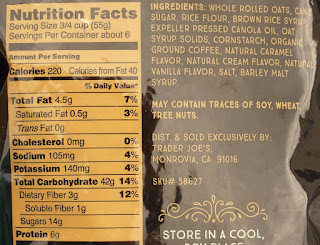 Nutrition Facts
Serving Size 3/4 cup (55g)
Servings Per Container about 6
Amount Per Serving
Calories 220 Calories from Fat 40
% Daily Value*
Total Fat 4.5g 7%
Saturated Fat 0.5g 3%
Trans Fat 0g
Cholesterol 0mg 0%
Sodium 105mg 4%
Potassium 140mg 4%
Total Carbohydrate 42g 14%
Dietary Fiber 3g 12%
Soluble Fiber 1g
Sugars 14g
Protein 6g
INGREDIENTS: WHOLE ROLLED OATS, CANE
SUGAR, RICE FLOUR, BROWN RICE SYRUP,
EXPELLER PRESSED CANOLA OIL, OAT
SYRUP SOLIDS, CORNSTARCH, ORGANIC
GROUND COFFEE, NATURAL CARAMEL
FLAVOR, NATURAL CREAM FLAVOR, NATURAL
VANILLA FLAVOR, SALT, BARLEY MALT
SYRUP.
MAY CONTAIN TRACES OF SOY, WHEAT,
TREE NUTS.
DIST. & SOLD EXCLUSIVELY BY:
TRADER JOE'S,
MONROVIA, CA 91016
SKU# 58627
STORE IN A COOL,
DRY PLACE